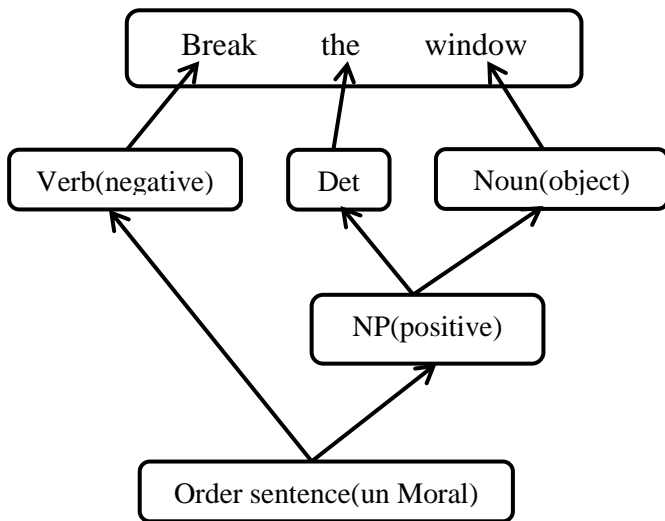 Break the window
Verb(negative) Det Noun(object)
NP(positive)
Order sentence(un Moral)